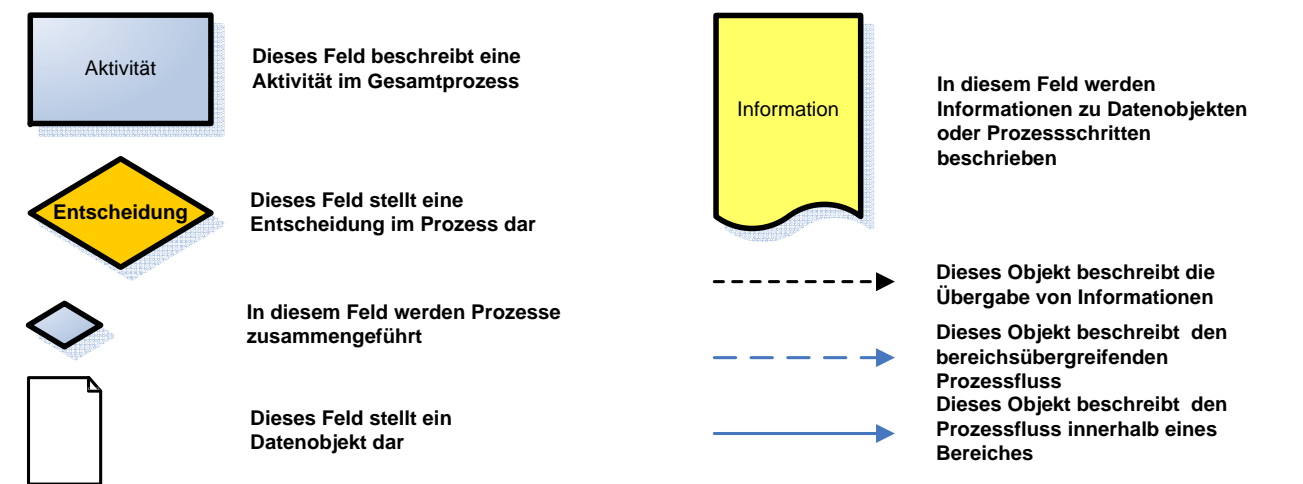 Aktivität
Dieses Feld beschreibt eine
Aktivität im Gesamtprozess
Entscheidung
Dieses Feld stellt eine
Entscheidung im Prozess dar
In diesem Feld werden Prozesse
zusammengeführt
Dieses Feld stellt ein
Datenobjekt dar
Information
In diesem Feld werden
Informationen zu Datenobjekten
oder Prozessschritten
beschrieben
Dieses Objekt beschreibt die
Übergabe von Informationen
Dieses Objekt beschreibt  den
bereichsübergreifenden
Prozessfluss
Dieses Objekt beschreibt  den
Prozessfluss innerhalb eines
Bereiches